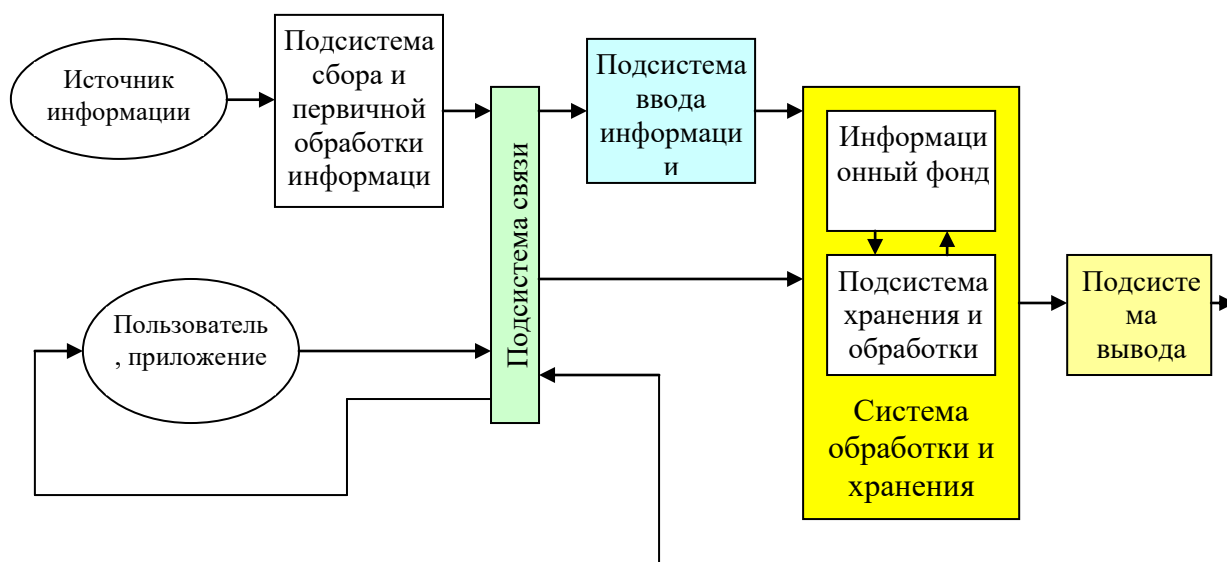 Источник
информации
Подсистема
сбора и
первичной
обработки
информаци
Подсистема связи
Подсистема
ввода
информаци
и
Информаци
онный фонд
Подсистема
хранения и
обработки
Система
обработки и
хранения
Подсисте
ма
вывода
Пользователь
, приложение